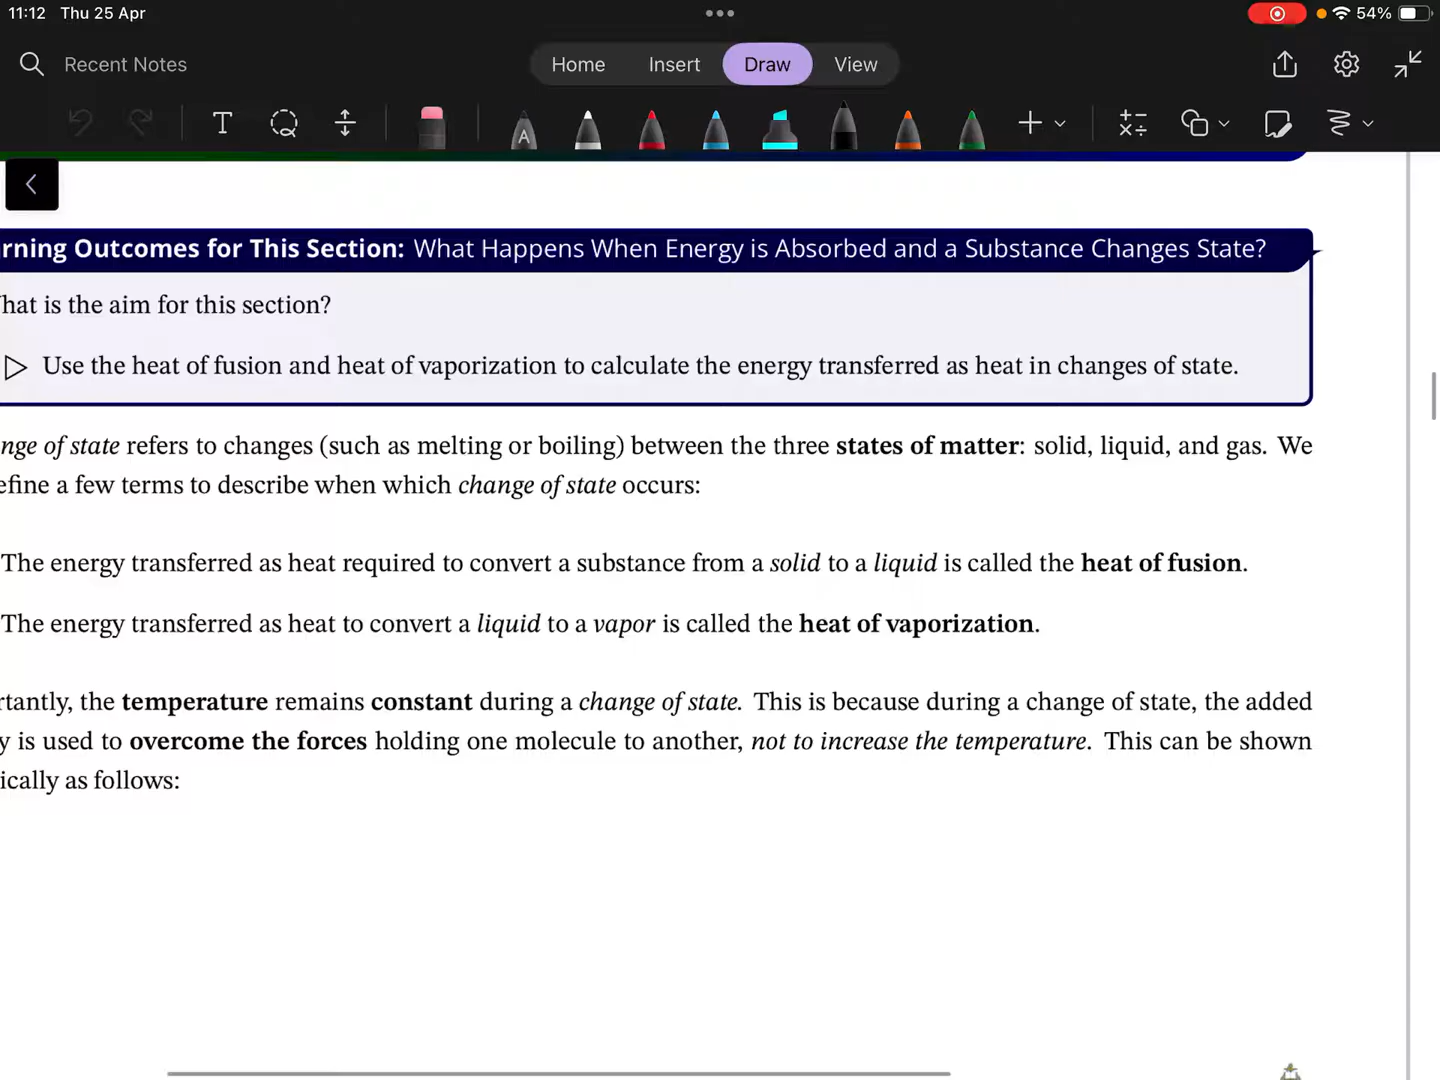 11:12 Thu 25 Apr 54%
Recent Notes Home Insert Draw View
T A
rning Outcomes for This Section: What Happens When Energy is Absorbed and a Substance Changes State?
hat is the aim for this section?
Use the heat of fusion and heat of vaporization to calculate the energy transferred as heat in changes of state.
nge of state refers to changes (such as melting or boiling) between the three states of matter: solid, liquid, and gas. We
efine a few terms to describe when which change of state occurs:
The energy transferred as heat required to convert a substance from a solid to a liquid is called the heat of fusion.
The energy transferred as heat to convert a liquid to a vapor is called the heat of vaporization.
rtantly, the temperature remains constant during a change of state. This is because during a change of state, the added
y is used to overcome the forces holding one molecule to another, not to increase the temperature. This can be shown
ically as follows: